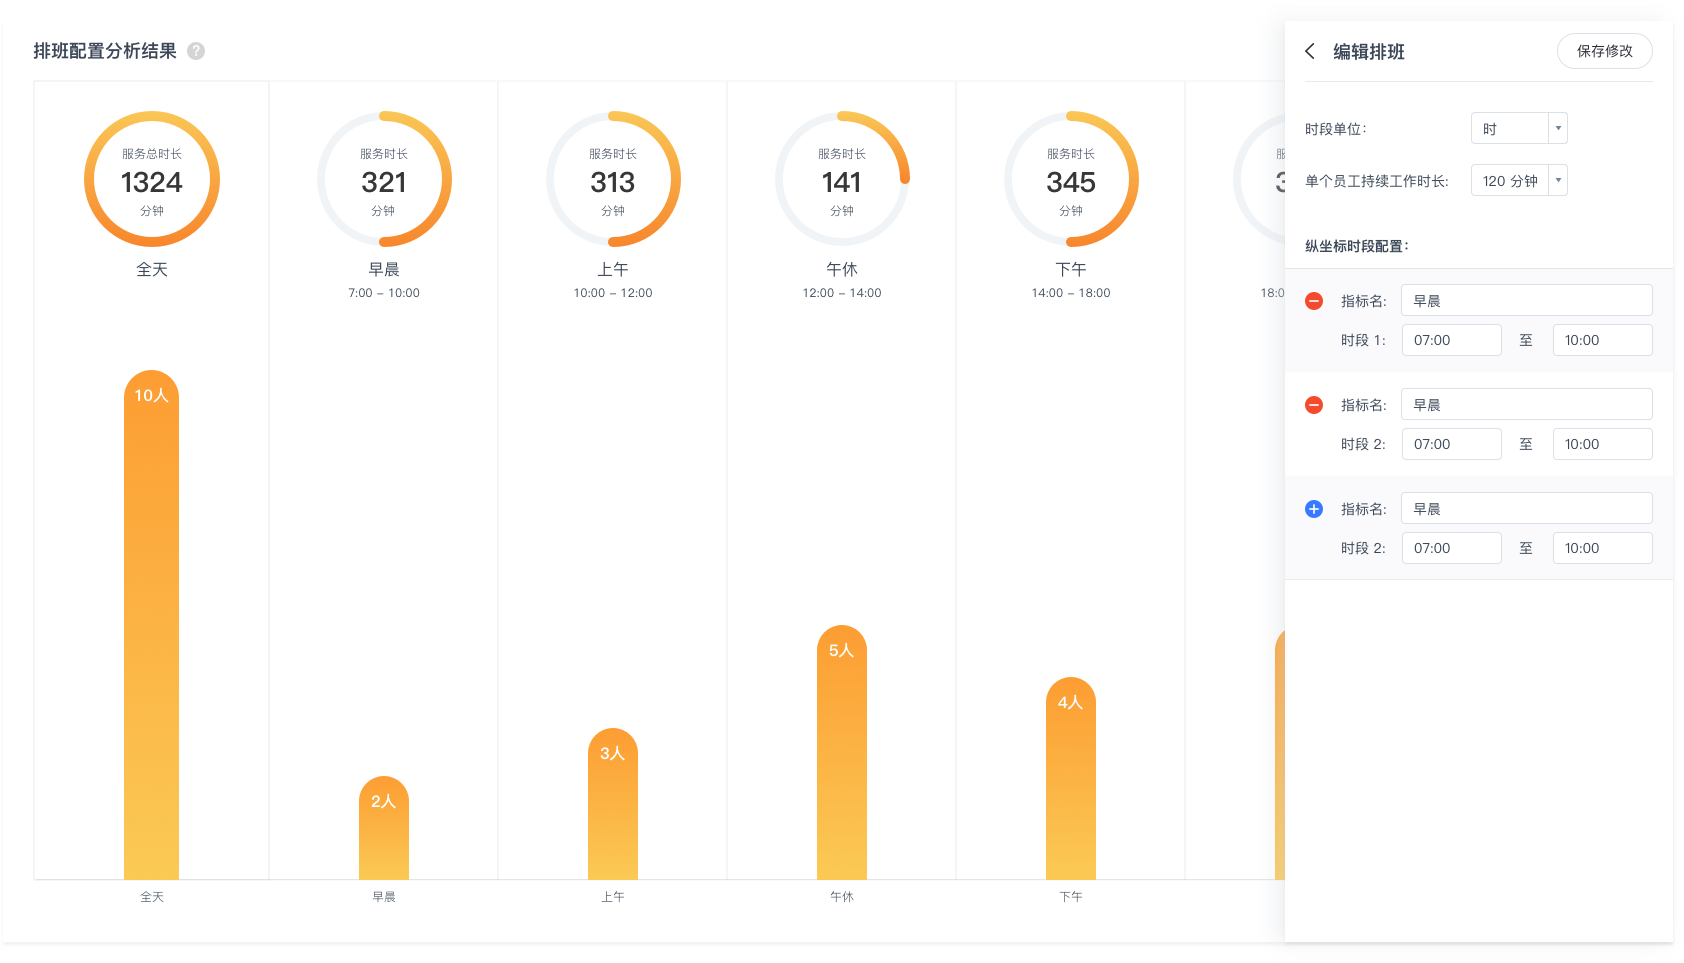 排班配置分析结果 ?
服务总时长
1324
分钟
全天
服务时长
321
分钟
早晨
7:00 – 10:00
服务时长
313
分钟
上午
10:00 – 12:00
服务时长
141
分钟
午休
12:00 – 14:00
服务时长
345
分钟
下午
14:00 – 18:00
18:0
10人
2人
3人
5人
4人
全天
早晨
上午
午休
下午
编辑排班
保存修改
时段单位：
时
单个员工持续工作时长:
120 分钟
纵坐标时段配置：
指标名:
早晨
时段 1:
07:00
至
10:00
指标名:
早晨
时段 2:
07:00
至
10:00
指标名:
早晨
时段 2:
07:00
至
10:00